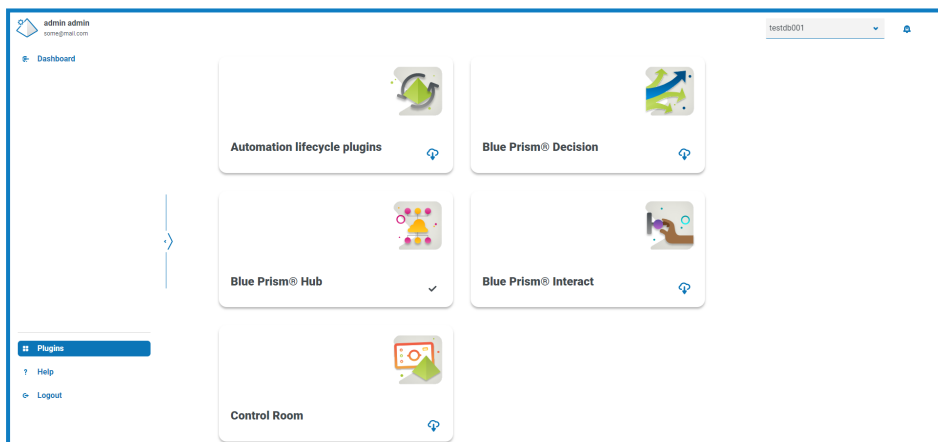 admin admin
some@mail.com
testdb001
Dashboard
Automation lifecycle plugins
Blue Prism® Decision
Blue Prism® Hub
Blue Prism® Interact
Plugins
? Help
Logout
Control Room